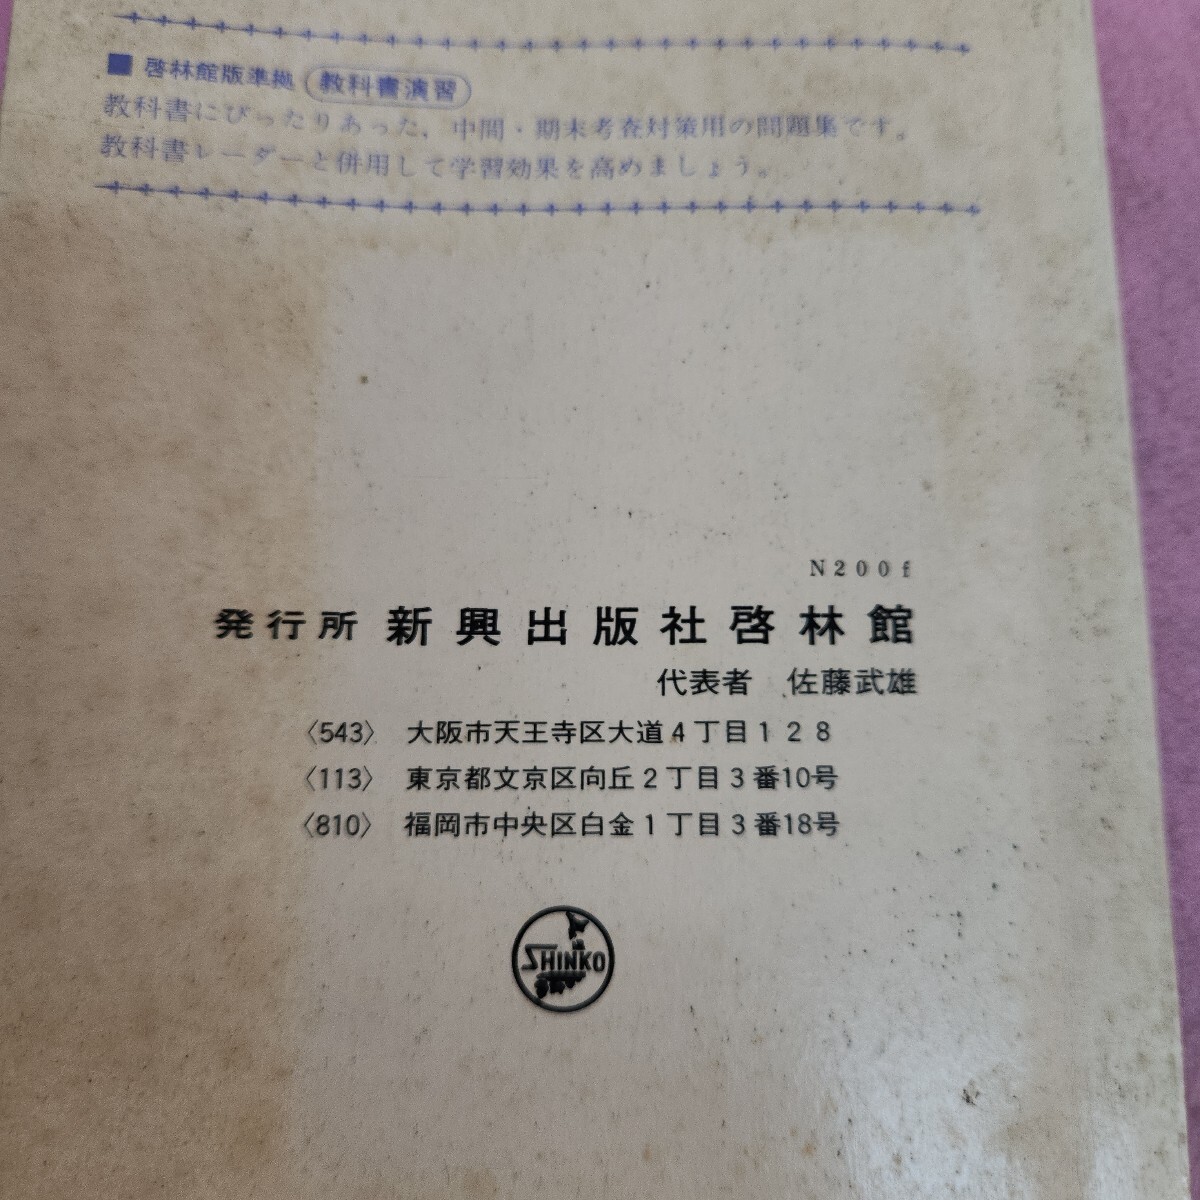 ■ 啓林館版準拠 教科書演習
教科書にぴったりあった、中間・期末考査対策用の問題集です。
教科書レーダーと併用して学習効果を高めましょう。
N200f
発行所 新興出版社啓林館
代表者 佐藤武雄
〈543〉 大阪市天王寺区大道4丁目128
〈113〉 東京都文京区向丘2丁目3番10号
〈810〉 福岡市中央区白金1丁目3番18号
SHINKO